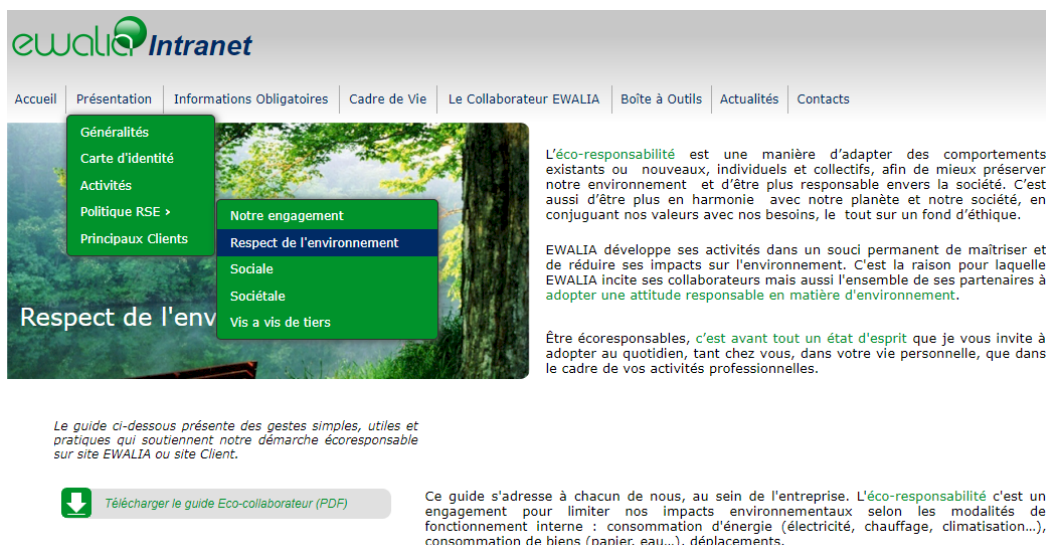 ewalia Intranet
Accueil Présentation Informations Obligatoires Cadre de Vie Le Collaborateur EWALIA Boîte à Outils Actualités Contacts
Généralités
Carte d'identité
Activités
Politique RSE ›
Principaux Clients
Notre engagement
Respect de l'environnement
Sociale
Sociétale
Vis a vis de tiers
Respect de l'env
L'éco-responsabilité est une manière d'adapter des comportements
existants ou nouveaux, individuels et collectifs, afin de mieux préserver
notre environnement et d'être plus responsable envers la société. C'est
aussi d'être plus en harmonie avec notre planète et notre société, en
conjuguant nos valeurs avec nos besoins, le tout sur un fond d'éthique.
EWALIA développe ses activités dans un souci permanent de maîtriser et
de réduire ses impacts sur l'environnement. C'est la raison pour laquelle
EWALIA incite ses collaborateurs mais aussi l'ensemble de ses partenaires à
adopter une attitude responsable en matière d'environnement.
Être écoresponsables, c'est avant tout un état d'esprit que je vous invite à
adopter au quotidien, tant chez vous, dans votre vie personnelle, que dans
le cadre de vos activités professionnelles.
Le guide ci-dessous présente des gestes simples, utiles et
pratiques qui soutiennent notre démarche écoresponsable
sur site EWALIA ou site Client.
Télécharger le guide Eco-collaborateur (PDF)
Ce guide s'adresse à chacun de nous, au sein de l'entreprise. L'éco-responsabilité c'est un
engagement pour limiter nos impacts environnementaux selon les modalités de
fonctionnement interne : consommation d'énergie (électricité, chauffage, climatisation…),
consommation de biens (papier, eau…), déplacements.